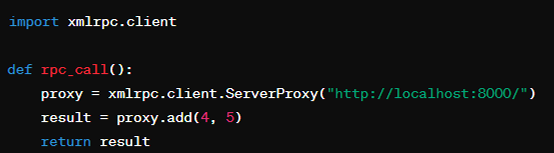 import xmlrpc.client

def rpc_call():
    proxy = xmlrpc.client.ServerProxy("http://localhost:8000/")
    result = proxy.add(4, 5)
    return result